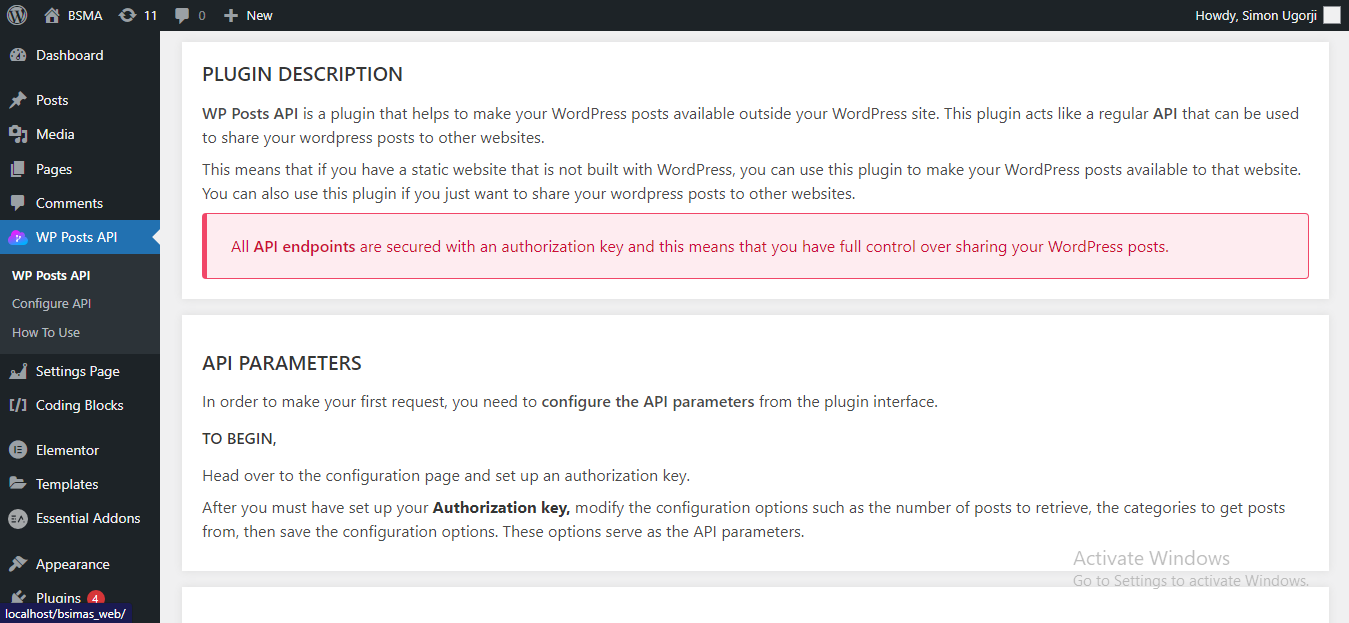 BSMA 11 0 New Howdy, Simon Ugorji
Dashboard
Posts
Media
Pages
Comments
WP Posts API
WP Posts API
Configure API
How To Use
Settings Page
Coding Blocks
Elementor
Templates
Essential Addons
Appearance
Plugins 4
localhost/bsimas_web/
PLUGIN DESCRIPTION
WP Posts API is a plugin that helps to make your WordPress posts available outside your WordPress site. This plugin acts like a regular API that can be used
to share your wordpress posts to other websites.
This means that if you have a static website that is not built with WordPress, you can use this plugin to make your WordPress posts available to that website.
You can also use this plugin if you just want to share your wordpress posts to other websites.
All API endpoints are secured with an authorization key and this means that you have full control over sharing your WordPress posts.
API PARAMETERS
In order to make your first request, you need to configure the API parameters from the plugin interface.
TO BEGIN,
Head over to the configuration page and set up an authorization key.
After you must have set up your Authorization key, modify the configuration options such as the number of posts to retrieve, the categories to get posts
from, then save the configuration options. These options serve as the API parameters.
Activate Windows
Go to Settings to activate Windows.